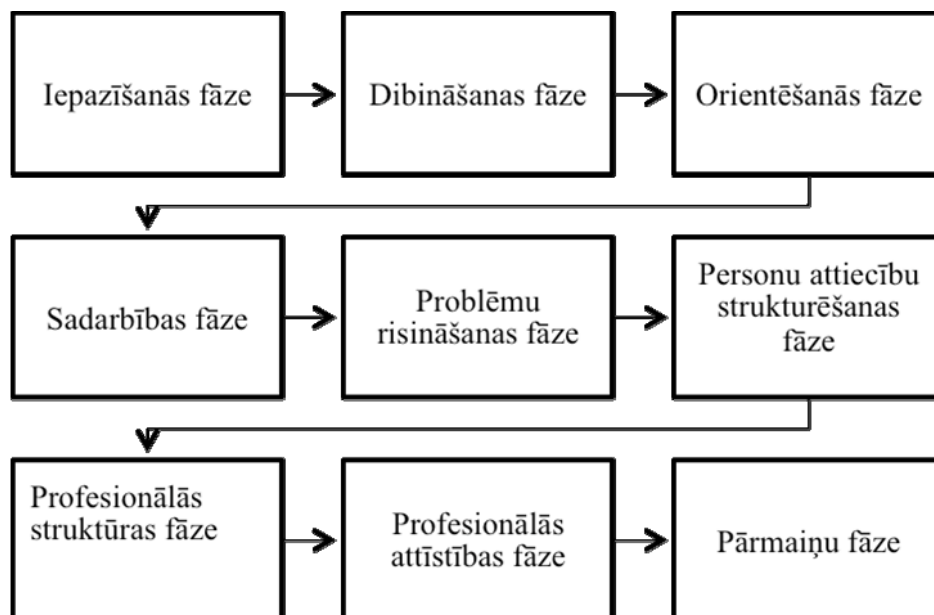 Iepazīšanās fāze
Dibināšanas fāze
Orientēšanās fāze
Sadarbības fāze
Problēmu
risināšanas fāze
Personu attiecību
strukturēšanas
fāze
Profesionālās
struktūras fāze
Profesionālās
attīstības fāze
Pārmaiņu fāze